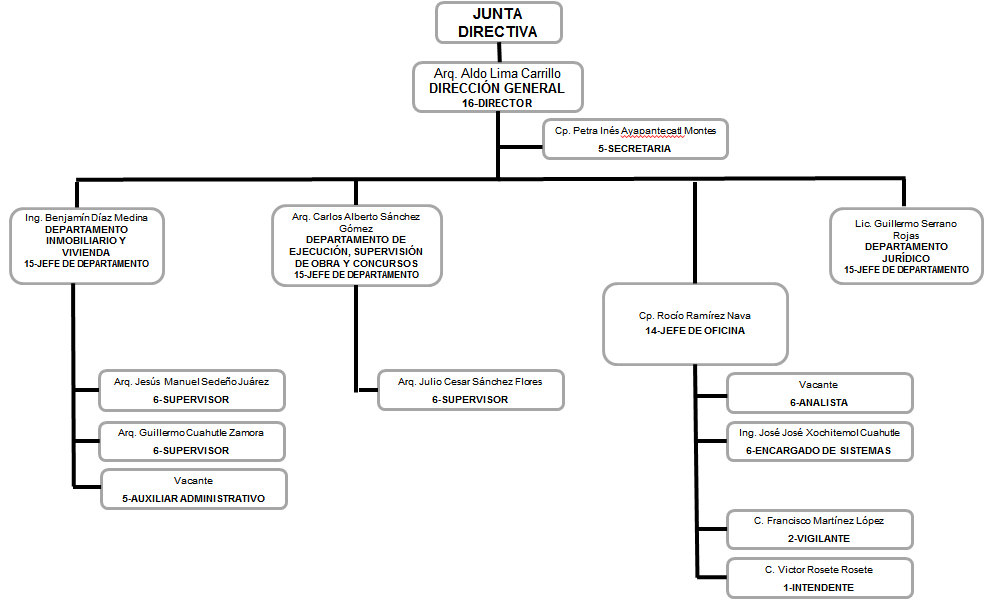 JUNTA
DIRECTIVA
Arq. Aldo Lima Carrillo
DIRECCIÓN GENERAL
16-DIRECTOR
Cp. Petra Inés Ayapantecatl Montes
5-SECRETARIA
Ing. Benjamín Díaz Medina
DEPARTAMENTO
INMOBILIARIO Y
VIVIENDA
15-JEFE DE DEPARTAMENTO
Arq. Carlos Alberto Sánchez
Gómez
DEPARTAMENTO DE
EJECUCIÓN, SUPERVISIÓN
DE OBRA Y CONCURSOS
15-JEFE DE DEPARTAMENTO
Cp. Rocío Ramírez Nava
14-JEFE DE OFICINA
Lic. Guillermo Serrano
Rojas
DEPARTAMENTO
JURÍDICO
15-JEFE DE DEPARTAMENTO
Arq. Jesús Manuel Sedeño Juárez
6-SUPERVISOR
Arq. Guillermo Cuahutle Zamora
6-SUPERVISOR
Vacante
5-AUXILIAR ADMINISTRATIVO
Arq. Julio Cesar Sánchez Flores
6-SUPERVISOR
Vacante
6-ANALISTA
Ing. José José Xochitemol Cuahutle
6-ENCARGADO DE SISTEMAS
C. Francisco Martínez López
2-VIGILANTE
C. Victor Rosete Rosete
1-INTENDENTE